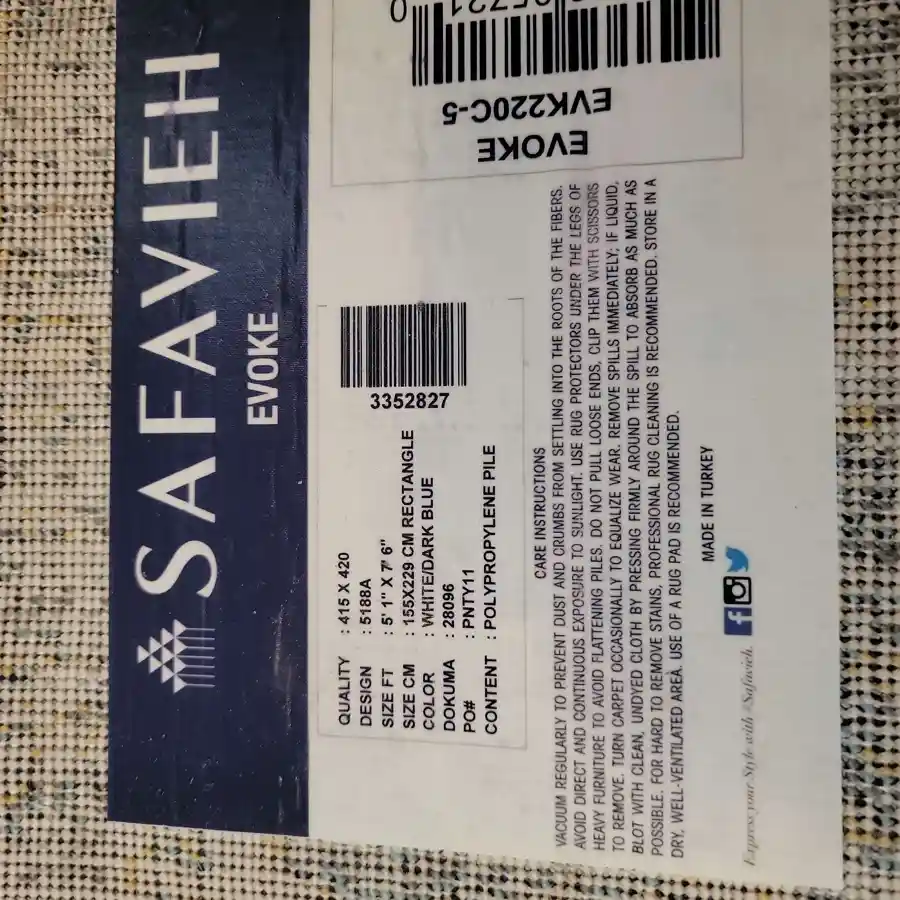 SAFAVIEH
EVOKE
QUALITY : 415 X 420
DESIGN : 5188A
SIZE FT : 5' 1" X 7' 6"
SIZE CM : 155X229 CM RECTANGLE
COLOR : WHITE/DARK BLUE
DOKUMA : 28096
PO# : PNTY11
CONTENT : POLYPROPYLENE PILE
3352827
EVOKE
EVK220C-5
0
CARE INSTRUCTIONS
VACUUM REGULARLY TO PREVENT DUST AND CRUMBS FROM SETTLING INTO THE ROOTS OF THE FIBERS.
AVOID DIRECT AND CONTINUOUS EXPOSURE TO SUNLIGHT. USE RUG PROTECTORS UNDER THE LEGS OF
HEAVY FURNITURE TO AVOID FLATTENING PILES. DO NOT PULL LOOSE ENDS, CLIP THEM WITH SCISSORS
TO REMOVE. TURN CARPET OCCASIONALLY TO EQUALIZE WEAR. REMOVE SPILLS IMMEDIATELY; IF LIQUID,
BLOT WITH CLEAN, UNDYED CLOTH BY PRESSING FIRMLY AROUND THE SPILL TO ABSORB AS MUCH AS
POSSIBLE. FOR HARD TO REMOVE STAINS, PROFESSIONAL RUG CLEANING IS RECOMMENDED. STORE IN A
DRY, WELL-VENTILATED AREA. USE OF A RUG PAD IS RECOMMENDED.
MADE IN TURKEY
Express your Style with #Safavieh.